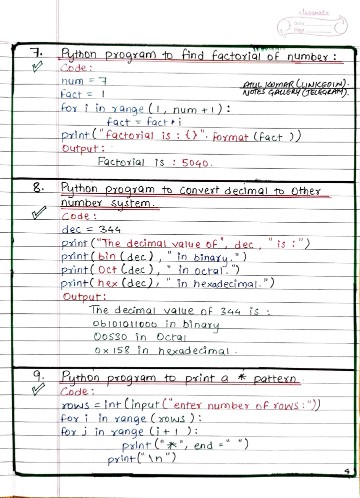 classmate
Date
Page
7. Python program to find factorial of number :
Code :
num = 7
Fact = 1
for i in range (1, num + 1) :
fact = fact * i
print ("factorial is : {}". format (fact ))
Output :
Factorial is : 5040.
ATUL KUMAR (LINKEDIN).
NOTES GALLERY (TELEGRAM).
8. Python program to convert decimal to other
number system.
Code :
dec = 344
print ("The decimal value of", dec, "is :")
print ( bin (dec), " in binary.")
print ( oct (dec), " in octal.")
print ( hex (dec), " in hexadecimal.")
Output :
The decimal value of 344 is :
0b101011000 in binary
0o530 in Octal
0x158 in hexadecimal.
9. Python program to print a * pattern
Code :
rows = int (input ("enter number of rows : "))
for i in range (rows) :
for j in range (i + 1) :
print ("*", end = " ")
print ("\n")
4